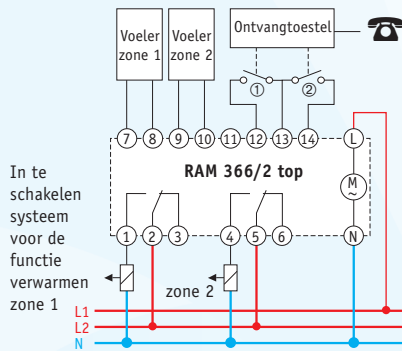 Voeler
zone 1
Voeler
zone 2
Ontvangtoestel
① ②
7 8 9 10 11 12 13 14 L
RAM 366/2 top
M
~
1 2 3 4 5 6 N
In te
schakelen
systeem
voor de
functie
verwarmen
zone 1
zone 2
L1
L2
N